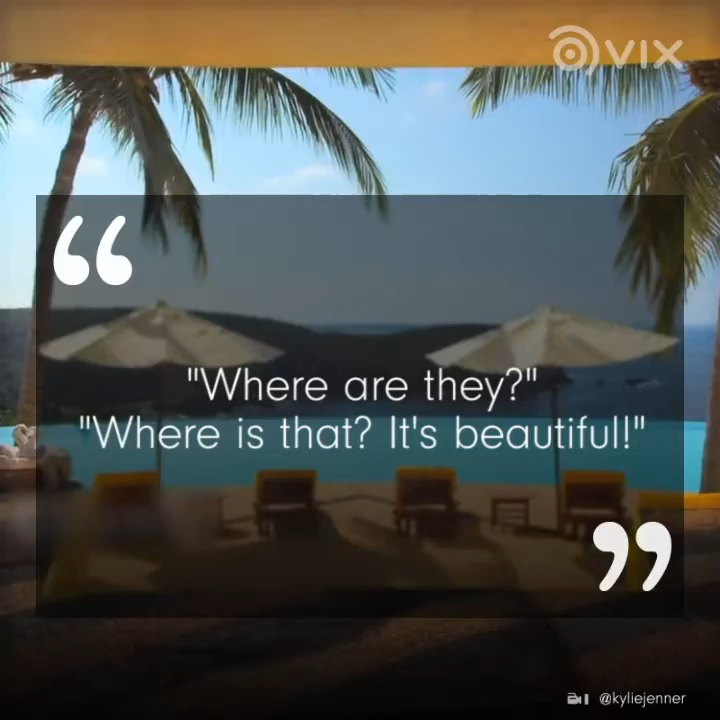 VIX
“
"Where are they?"
"Where is that? It's beautiful!"
”
@kyliejenner